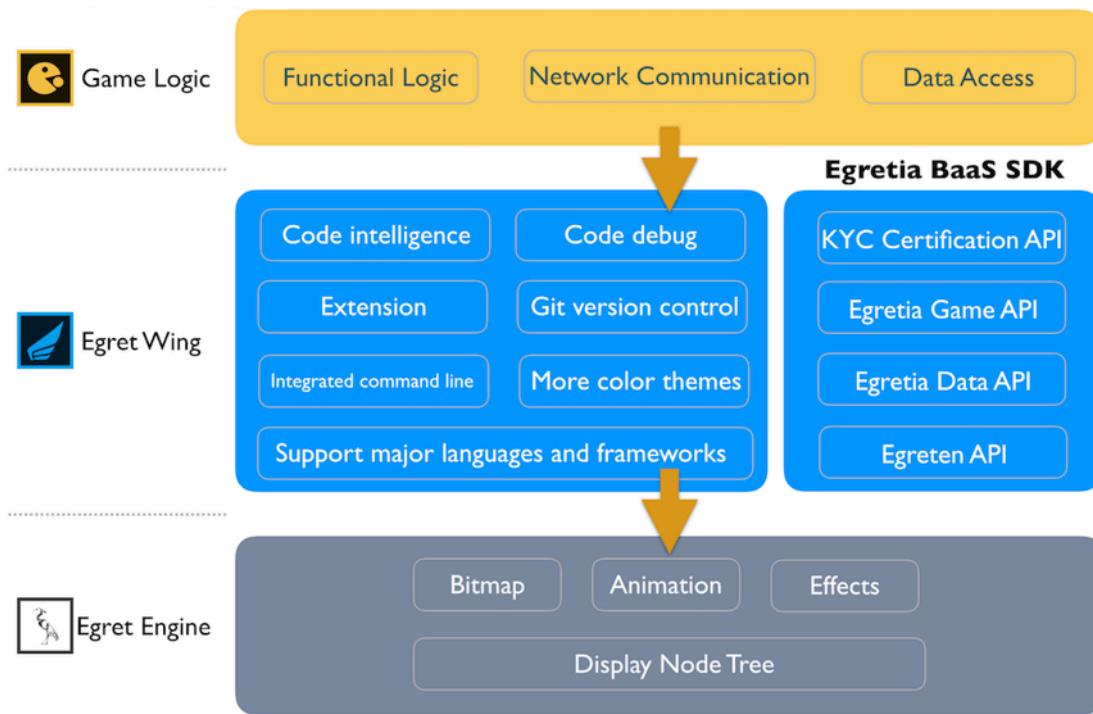 Game Logic
Functional Logic
Network Communication
Data Access
Egretia BaaS SDK
Egret Wing
Code intelligence
Code debug
Extension
Git version control
Integrated command line
More color themes
Support major languages and frameworks
KYC Certification API
Egretia Game API
Egretia Data API
Egreten API
Egret Engine
Bitmap
Animation
Effects
Display Node Tree